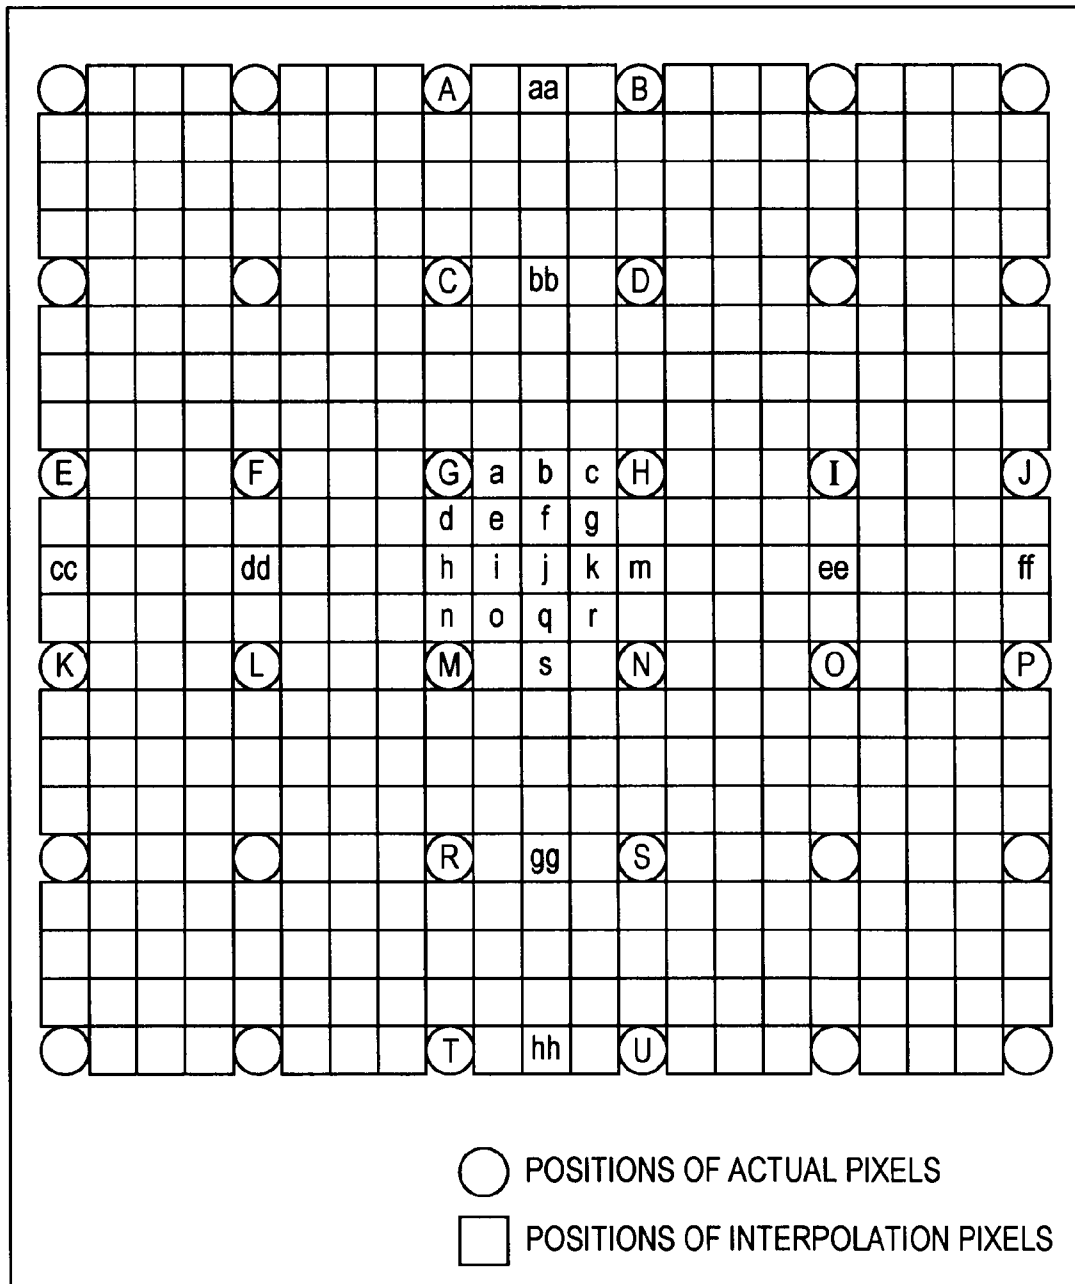 A aa B
C bb D
E F G a b c H I J
d e f g
cc dd h i j k m ee ff
n o q r
K L M s N O P
R gg S
T hh U
POSITIONS OF ACTUAL PIXELS
POSITIONS OF INTERPOLATION PIXELS